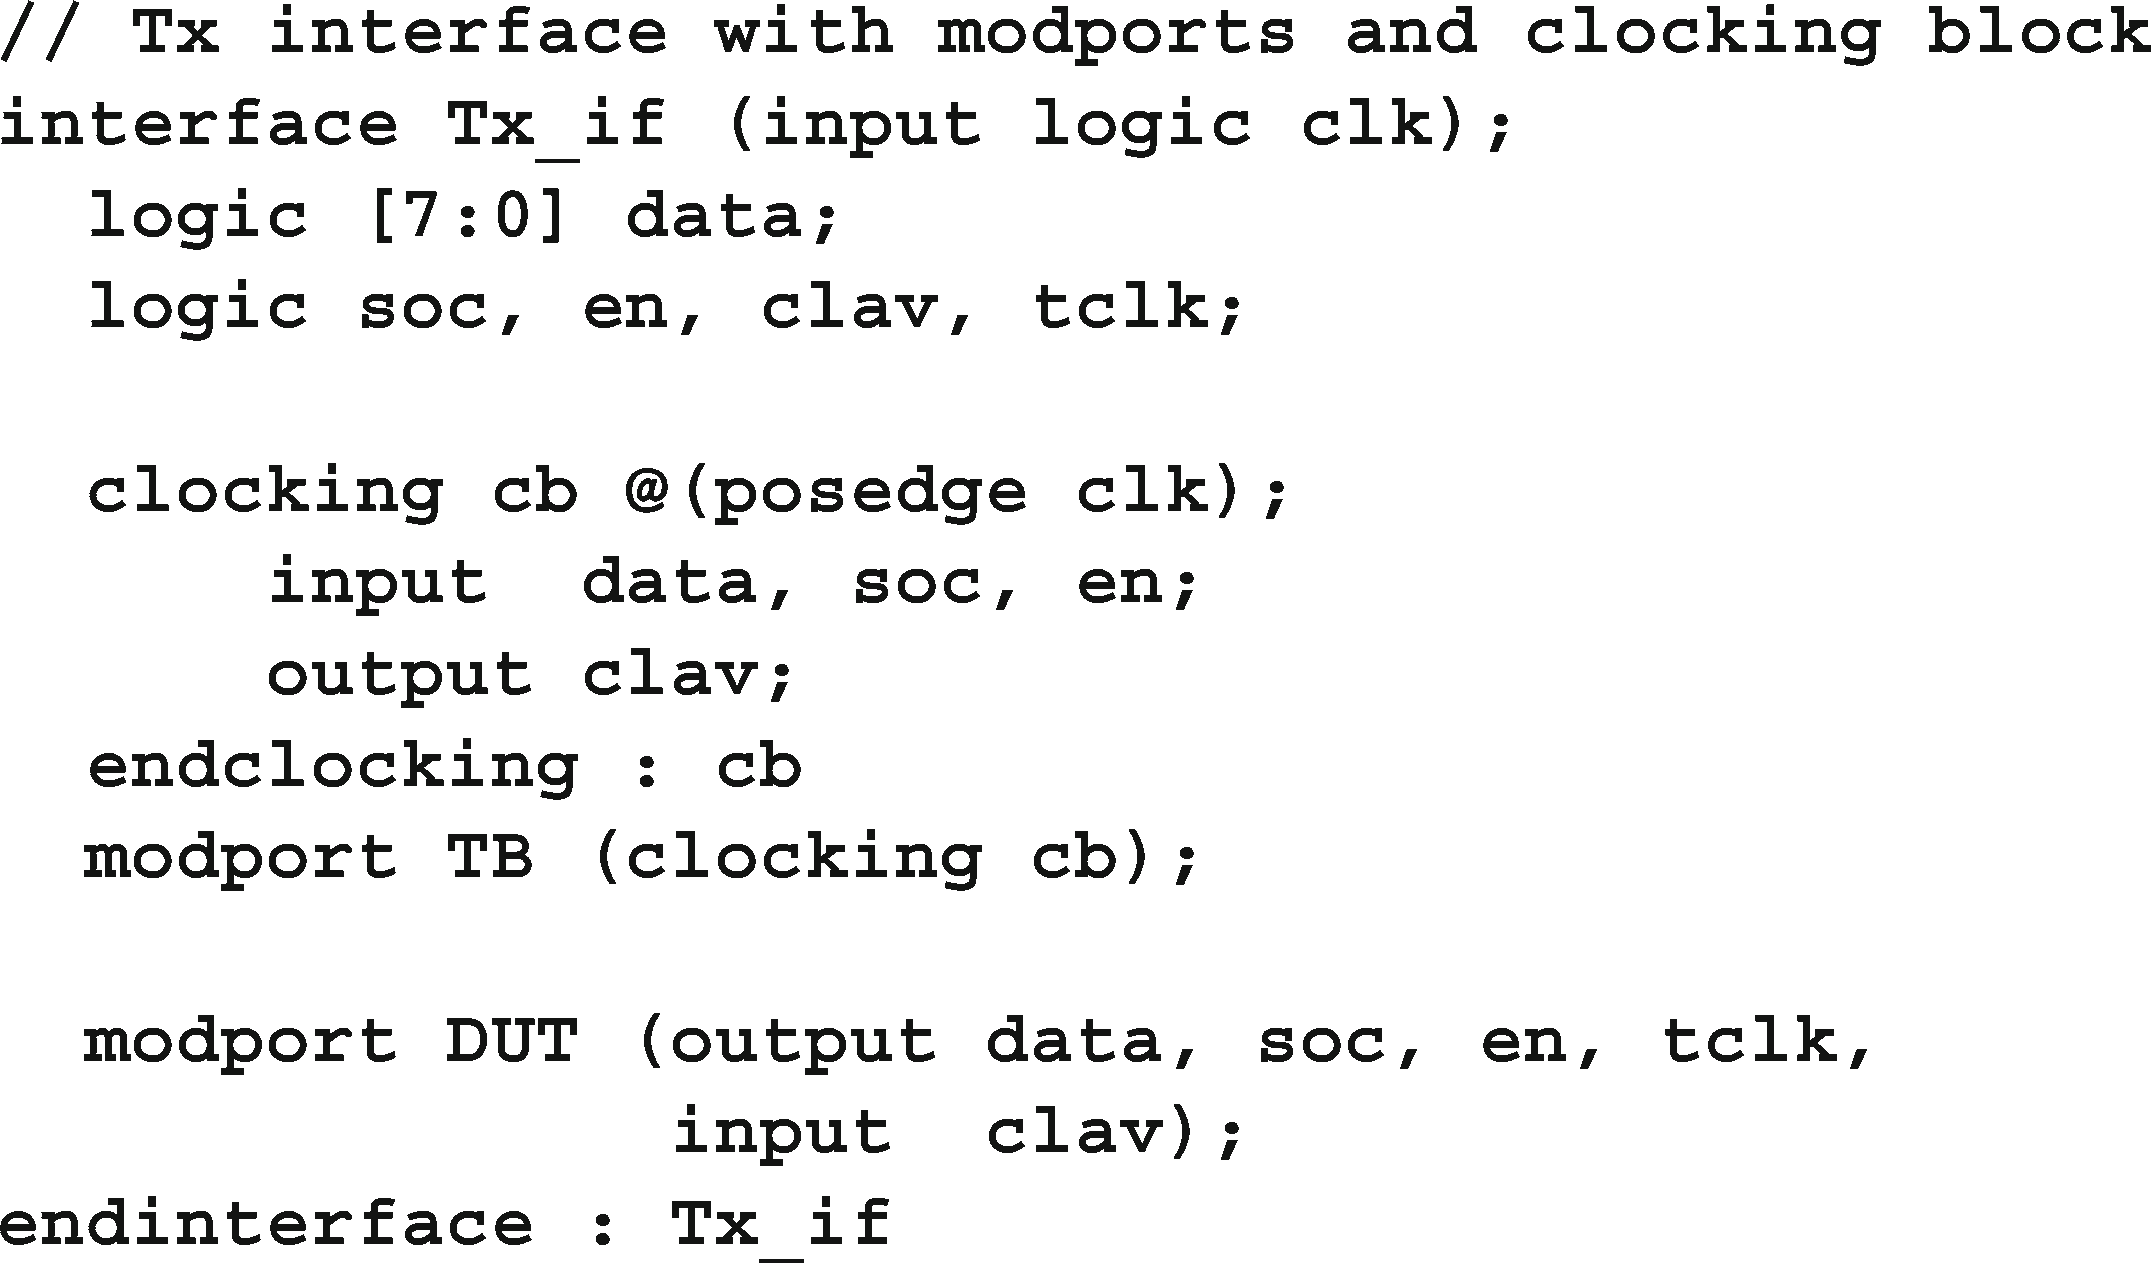 // Tx interface with modports and clocking block
interface Tx_if (input logic clk);
  logic [7:0] data;
  logic soc, en, clav, tclk;

  clocking cb @(posedge clk);
      input  data, soc, en;
      output clav;
  endclocking : cb
  modport TB (clocking cb);

  modport DUT (output data, soc, en, tclk,
               input  clav);
endinterface : Tx_if